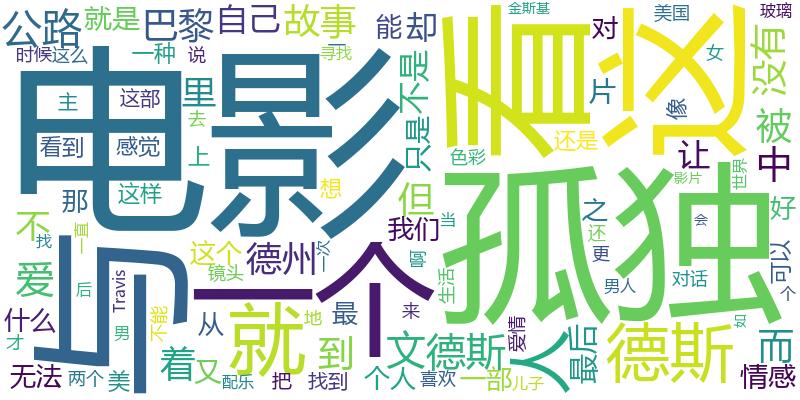 公路
就是
巴黎
自己
故事
能
却
金斯基
对
美国
玻璃
时候
这么
一种
说
寻找
电影
看
这
片
像
女
没有
主
这部
里
去
只是
不是
还是
被
看到
感觉
上
色彩
让
中
那
这样
想
但
孤独
影片
世界
不
找
一直
与
我们
当
之
还
更
会
好
可以
个
爱
这个
德州
一次
镜头
啊
生活
男人
对话
后
Travis
一个
什么
不能
从
地
最
来
爱情
如
才
男
就
到
文德斯
人
最后
德斯
而
无法
两个
美
着
又
配乐
把
找到
个人
喜欢
一部
儿子
情感